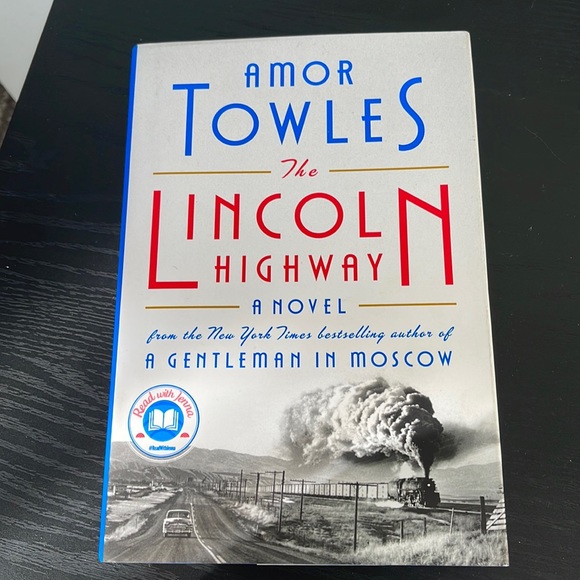 AMOR
TOWLES
The
LINCOLN
HIGHWAY
A NOVEL
from the New York Times bestselling author of
A GENTLEMAN IN MOSCOW
Read with Jenna